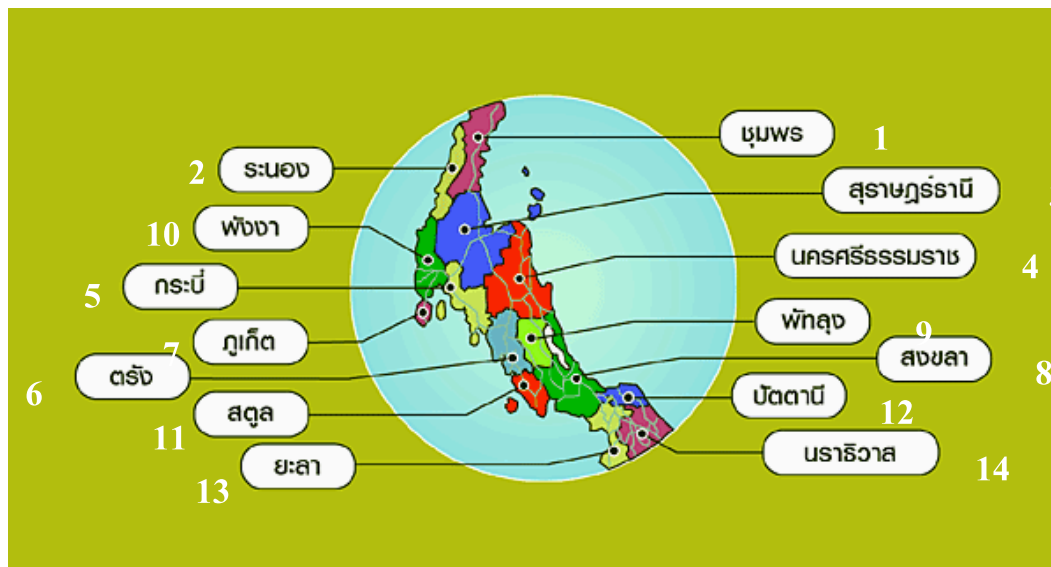 ชุมพร 1
2 ระนอง
สุราษฎร์ธานี
10 พังงา
นครศรีธรรมราช 4
5 กระบี่
พัทลุง 9
7 ภูเก็ต
สงขลา 8
6 ตรัง
ปัตตานี 12
11 สตูล
นราธิวาส 14
13 ยะลา